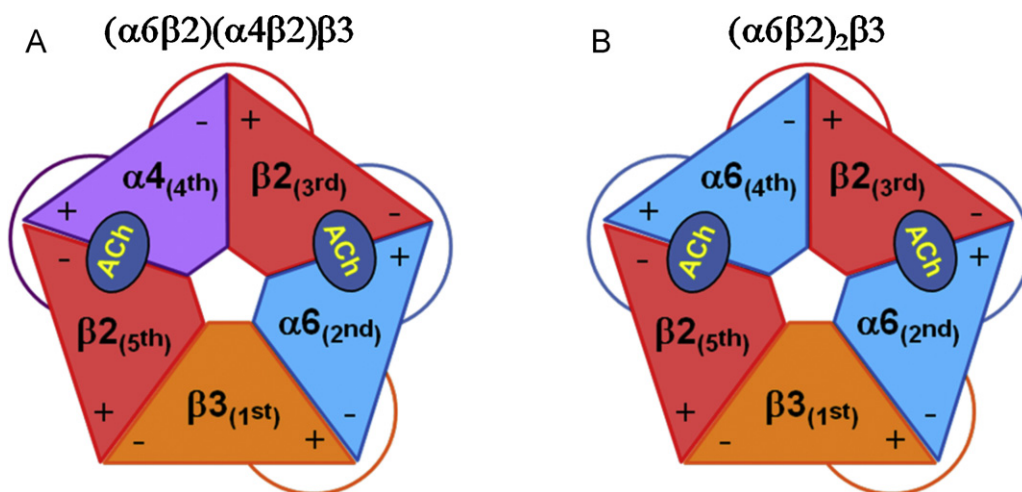 A (α6β2)(α4β2)β3
- +
α4(4th) β2(3rd)
+ -
- ACh ACh +
β2(5th) α6(2nd)
+ β3(1st) -
- +
B (α6β2)₂β3
- +
α6(4th) β2(3rd)
+ -
- ACh ACh +
β2(5th) α6(2nd)
+ β3(1st) -
- +